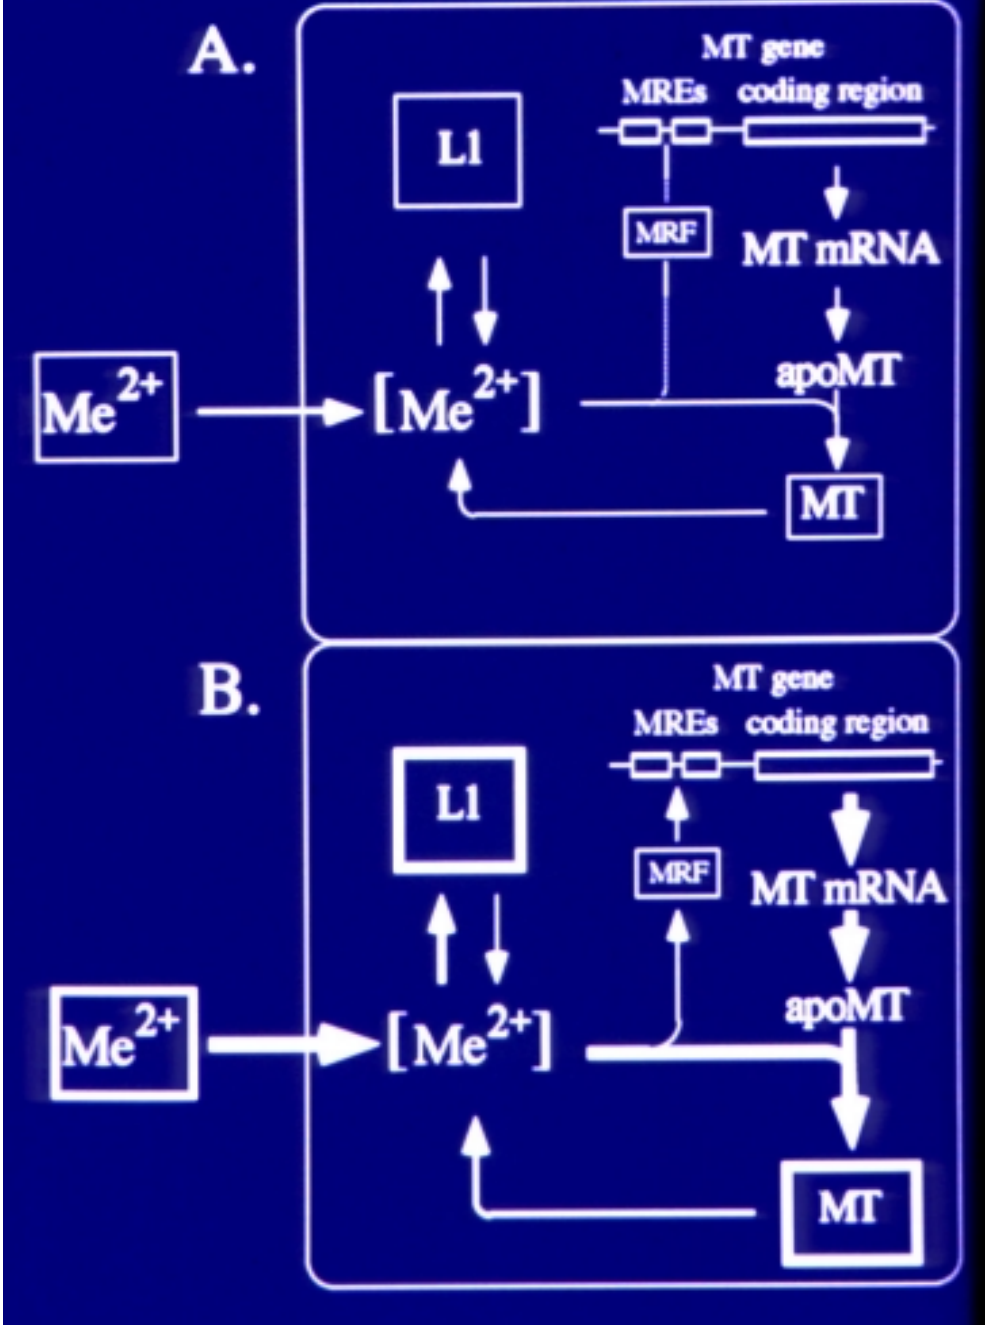 A.
MT gene
MREs coding region
L1
MRF
MT mRNA
apoMT
Me2+
[Me2+]
MT
B.
MT gene
MREs coding region
L1
MRF
MT mRNA
apoMT
Me2+
[Me2+]
MT